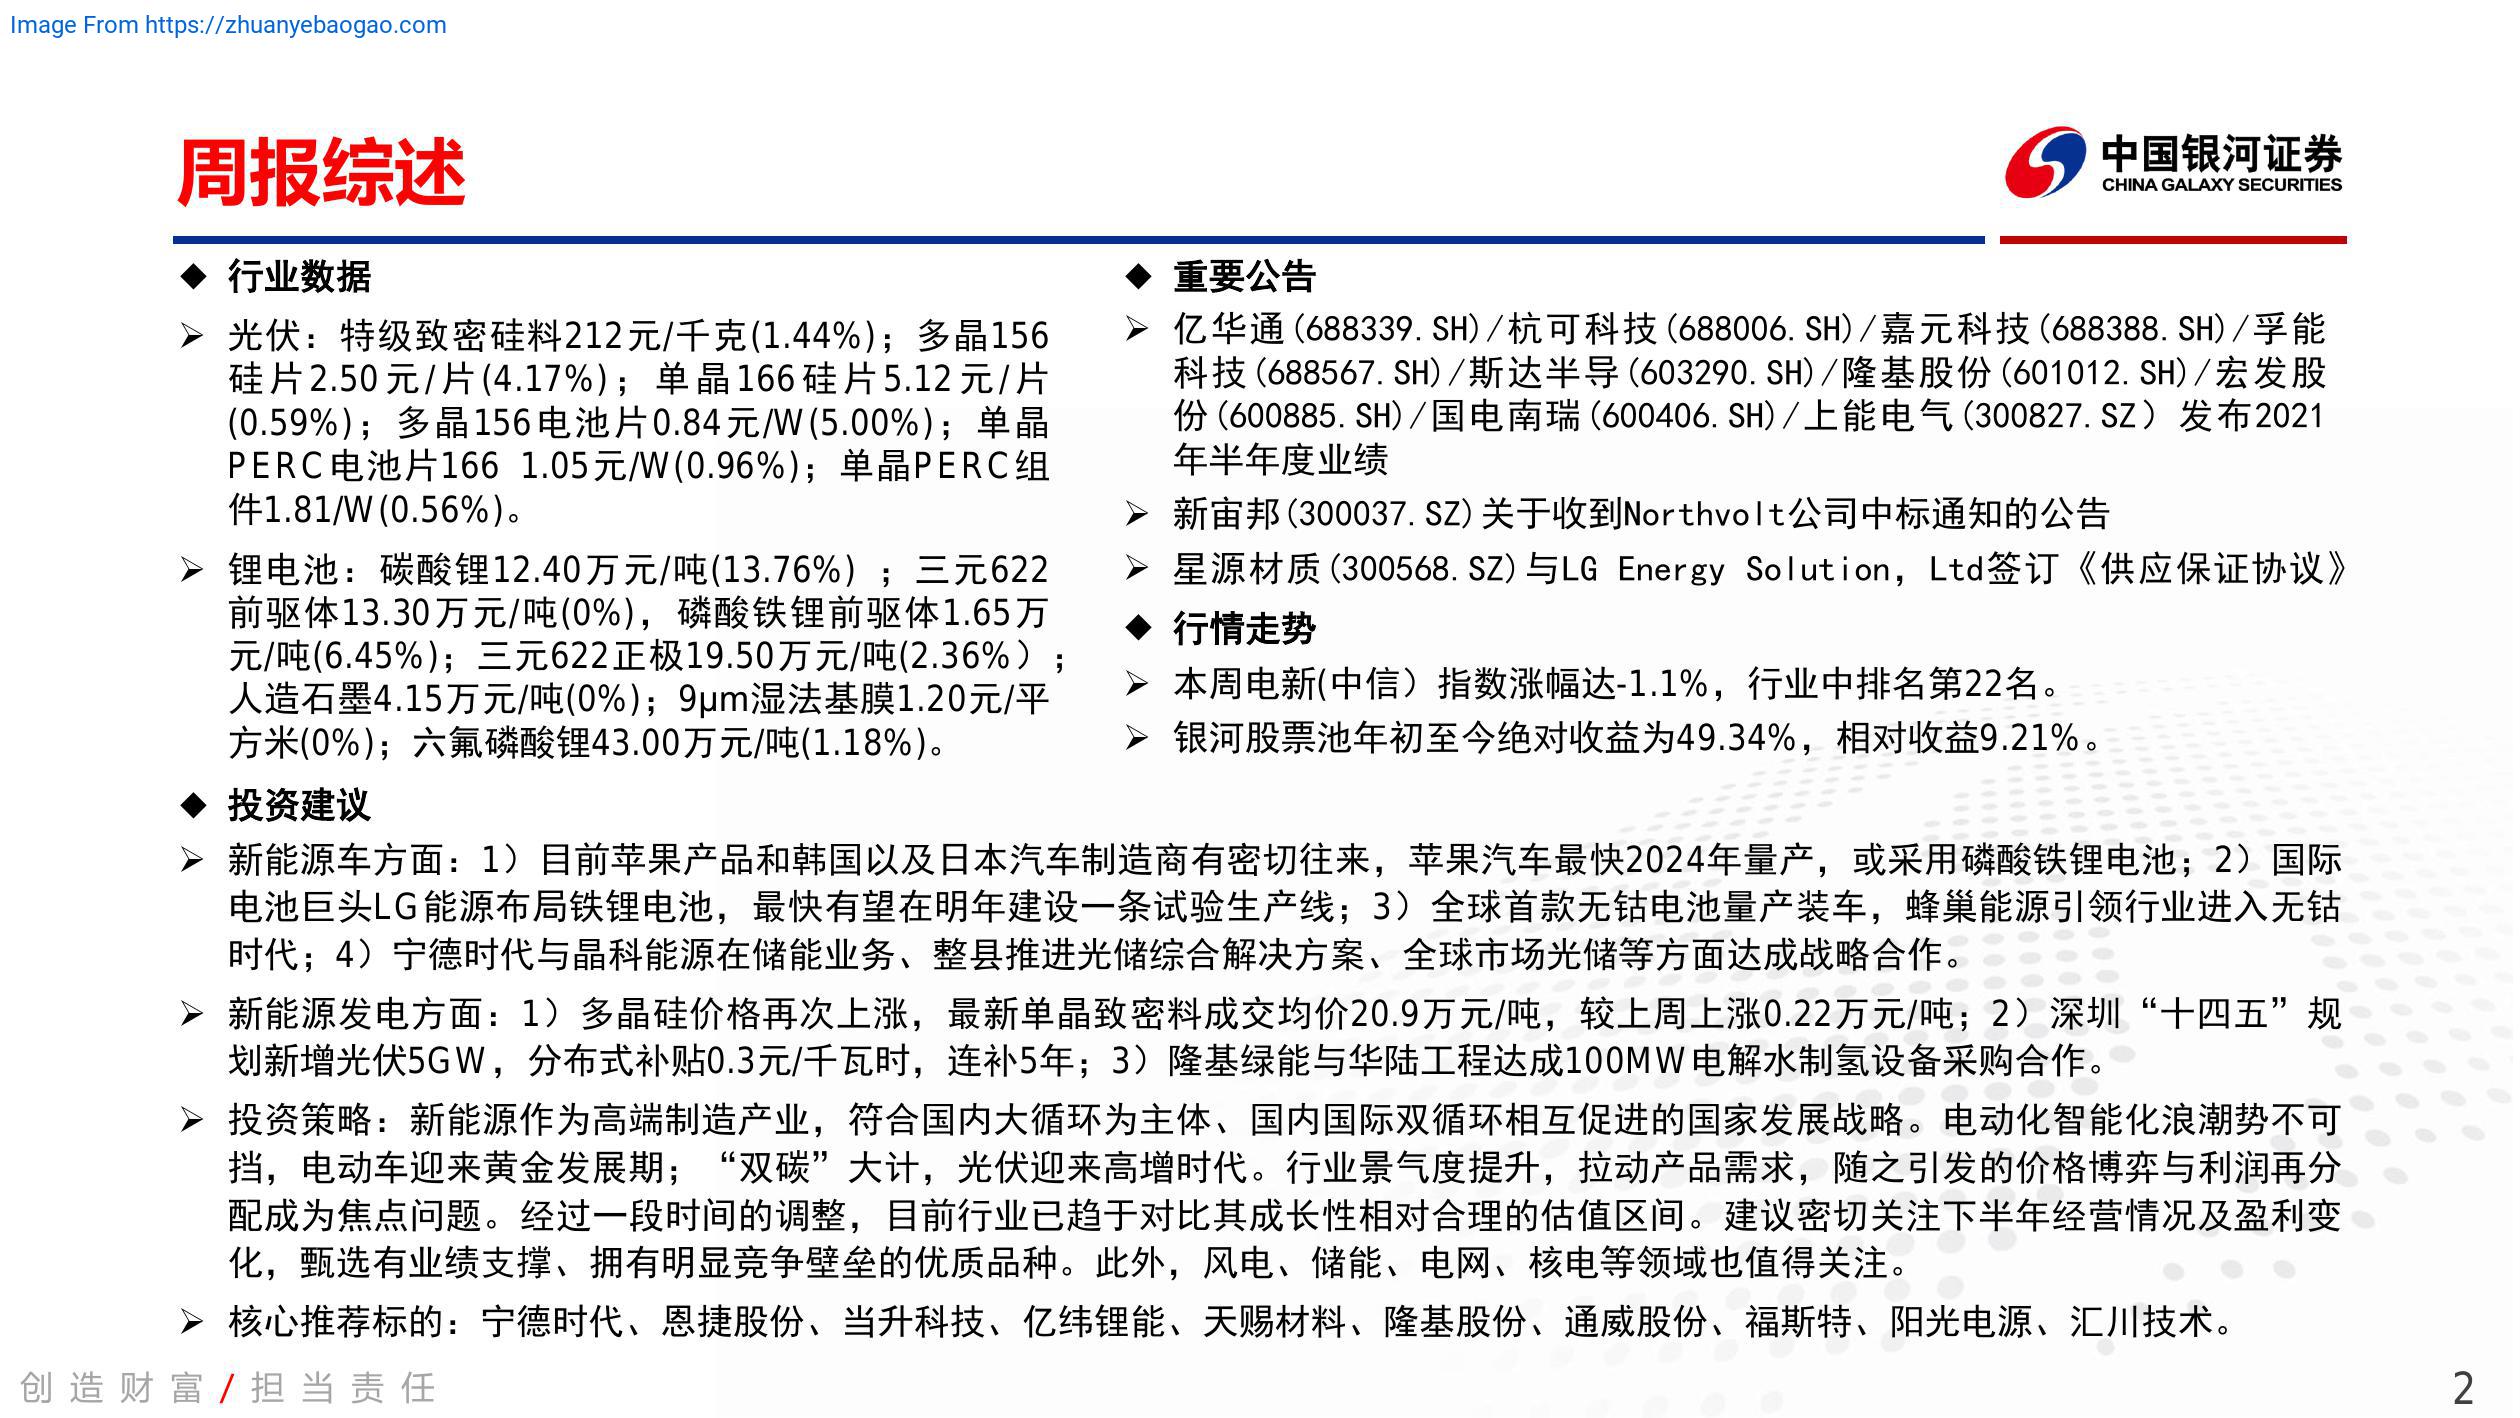 Image From https://zhuanyebaogao.com
周报综述
中国银河证券
CHINA GALAXY SECURITIES
◆ 行业数据
➢ 光伏：特级致密硅料212元/千克(1.44%)；多晶156
硅片2.50元/片(4.17%)；单晶166硅片5.12元/片
(0.59%)；多晶156电池片0.84元/W(5.00%)；单晶
PERC电池片166 1.05元/W(0.96%)；单晶PERC组
件1.81/W(0.56%)。
➢ 锂电池：碳酸锂12.40万元/吨(13.76%) ；三元622
前驱体13.30万元/吨(0%)，磷酸铁锂前驱体1.65万
元/吨(6.45%)；三元622正极19.50万元/吨(2.36%）；
人造石墨4.15万元/吨(0%)；9μm湿法基膜1.20元/平
方米(0%)；六氟磷酸锂43.00万元/吨(1.18%)。
◆ 重要公告
➢ 亿华通(688339.SH)/杭可科技(688006.SH)/嘉元科技(688388.SH)/孚能
科技(688567.SH)/斯达半导(603290.SH)/隆基股份(601012.SH)/宏发股
份(600885.SH)/国电南瑞(600406.SH)/上能电气(300827.SZ）发布2021
年半年度业绩
➢ 新宙邦(300037.SZ)关于收到Northvolt公司中标通知的公告
➢ 星源材质(300568.SZ)与LG Energy Solution，Ltd签订《供应保证协议》
◆ 行情走势
➢ 本周电新(中信）指数涨幅达-1.1%，行业中排名第22名。
➢ 银河股票池年初至今绝对收益为49.34%，相对收益9.21%。
◆ 投资建议
➢ 新能源车方面：1）目前苹果产品和韩国以及日本汽车制造商有密切往来，苹果汽车最快2024年量产，或采用磷酸铁锂电池；2）国际
电池巨头LG能源布局铁锂电池，最快有望在明年建设一条试验生产线；3）全球首款无钴电池量产装车，蜂巢能源引领行业进入无钴
时代；4）宁德时代与晶科能源在储能业务、整县推进光储综合解决方案、全球市场光储等方面达成战略合作。
➢ 新能源发电方面：1）多晶硅价格再次上涨，最新单晶致密料成交均价20.9万元/吨，较上周上涨0.22万元/吨；2）深圳“十四五”规
划新增光伏5GW，分布式补贴0.3元/千瓦时，连补5年；3）隆基绿能与华陆工程达成100MW电解水制氢设备采购合作。
➢ 投资策略：新能源作为高端制造产业，符合国内大循环为主体、国内国际双循环相互促进的国家发展战略。电动化智能化浪潮势不可
挡，电动车迎来黄金发展期；“双碳”大计，光伏迎来高增时代。行业景气度提升，拉动产品需求，随之引发的价格博弈与利润再分
配成为焦点问题。经过一段时间的调整，目前行业已趋于对比其成长性相对合理的估值区间。建议密切关注下半年经营情况及盈利变
化，甄选有业绩支撑、拥有明显竞争壁垒的优质品种。此外，风电、储能、电网、核电等领域也值得关注。
➢ 核心推荐标的：宁德时代、恩捷股份、当升科技、亿纬锂能、天赐材料、隆基股份、通威股份、福斯特、阳光电源、汇川技术。
创造财富/担当责任
2